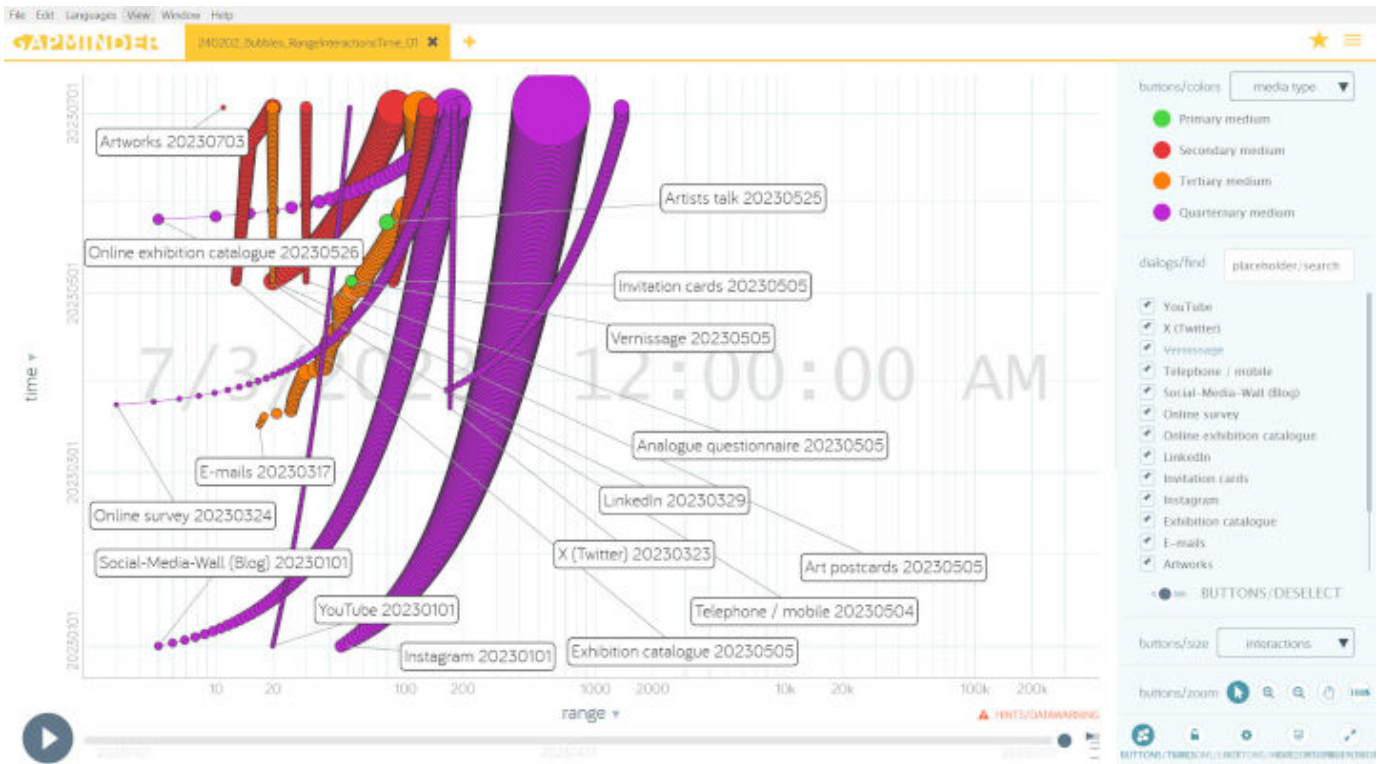 File Edit Languages View Window Help
GAPMINDER
240202_Bubbles_RangeInteractionsTime_01 ✖ +
buttons/colors media type ▼
Primary medium
Secondary medium
Tertiary medium
Quarternary medium
dialogs/find placeholder/search
YouTube
X (Twitter)
Vernissage
Telephone / mobile
Social-Media-Wall (Blog)
Online survey
Online exhibition catalogue
LinkedIn
Invitation cards
Instagram
Exhibition catalogue
E-mails
Artworks
BUTTONS/DESELECT
buttons/size interactions ▼
buttons/zoom 100%
time
20230701
20230501
20230301
20230101
7/3/2023 12:00:00 AM
Artworks 20230703
Artists talk 20230525
Online exhibition catalogue 20230526
Invitation cards 20230505
Vernissage 20230505
Analogue questionnaire 20230505
E-mails 20230317
LinkedIn 20230329
Online survey 20230324
X (Twitter) 20230323
Social-Media-Wall (Blog) 20230101
Art postcards 20230505
YouTube 20230101
Telephone / mobile 20230504
Instagram 20230101
Exhibition catalogue 20230505
10 20 100 200 1000 2000 10k 20k 100k 200k
range
HINTS/DATAWARNING